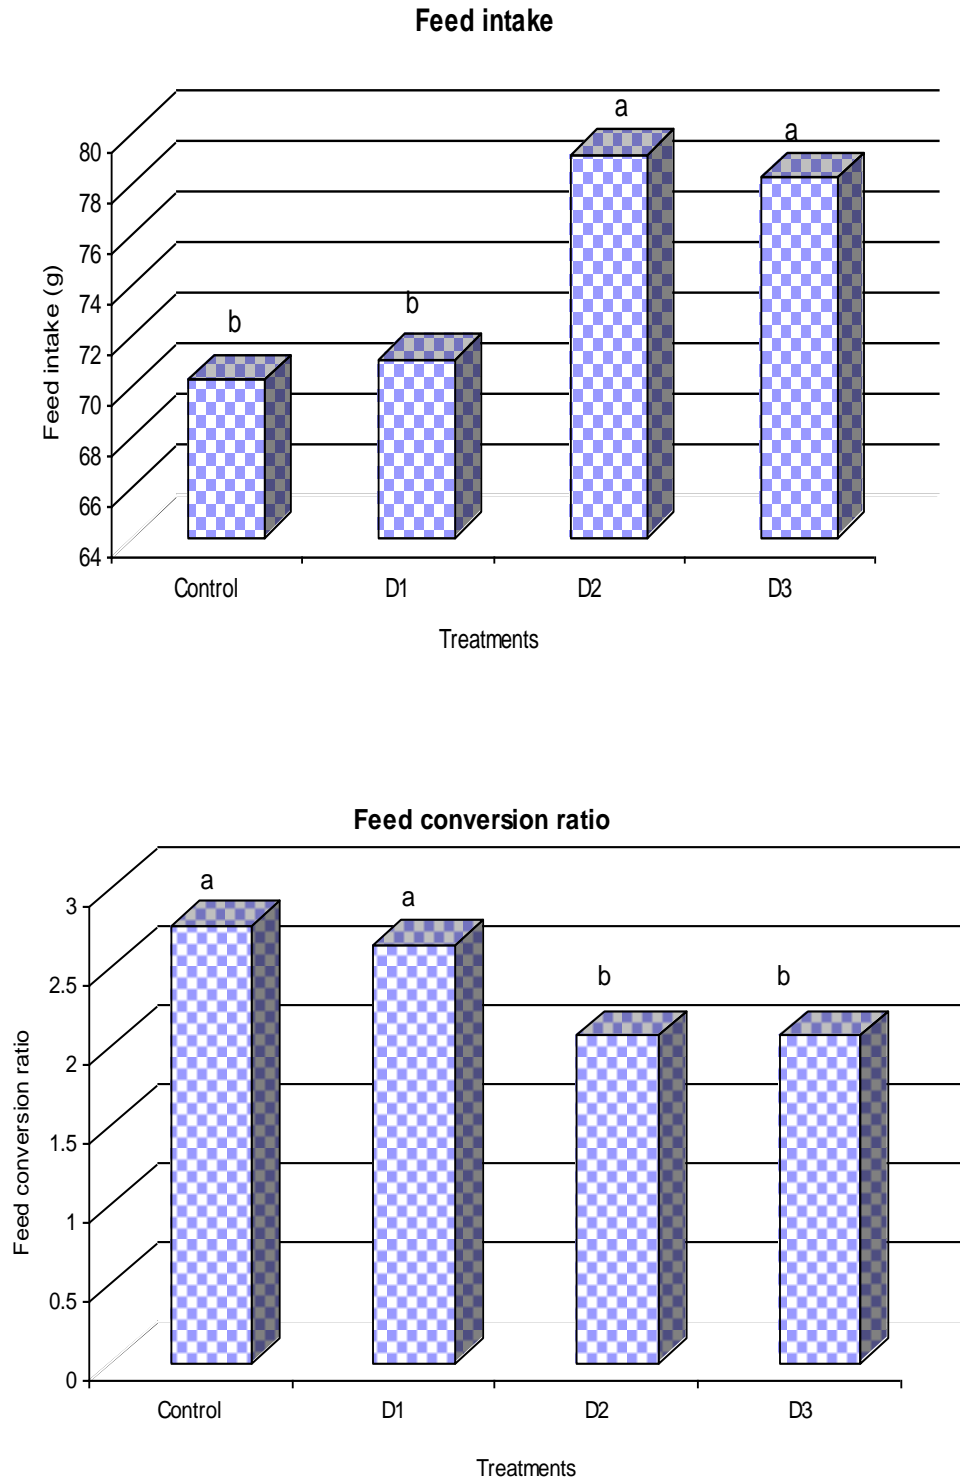 Feed intake
a
a
b
b
80
78
76
74
72
70
68
66
64
Feed intake (g)
Control D1 D2 D3
Treatments
Feed conversion ratio
a
a
b b
3
2.5
2
1.5
1
0.5
0
Feed conversion ratio
Control D1 D2 D3
Treatments